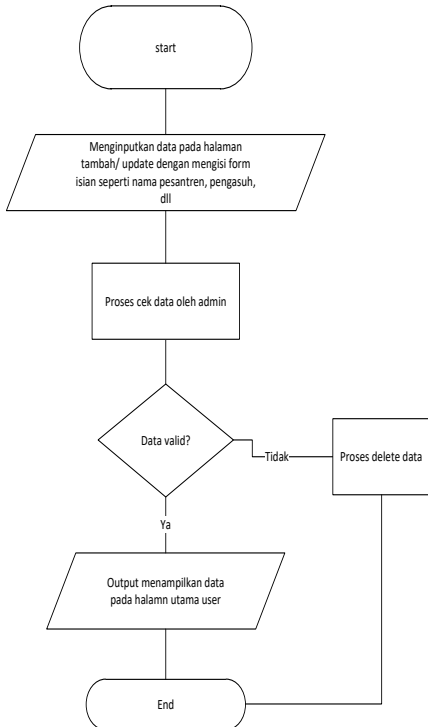 start
Menginputkan data pada halaman
tambah/ update dengan mengisi form
isian seperti nama pesantren, pengasuh,
dll
Proses cek data oleh admin
Data valid?
Tidak
Proses delete data
Ya
Output menampilkan data
pada halamn utama user
End